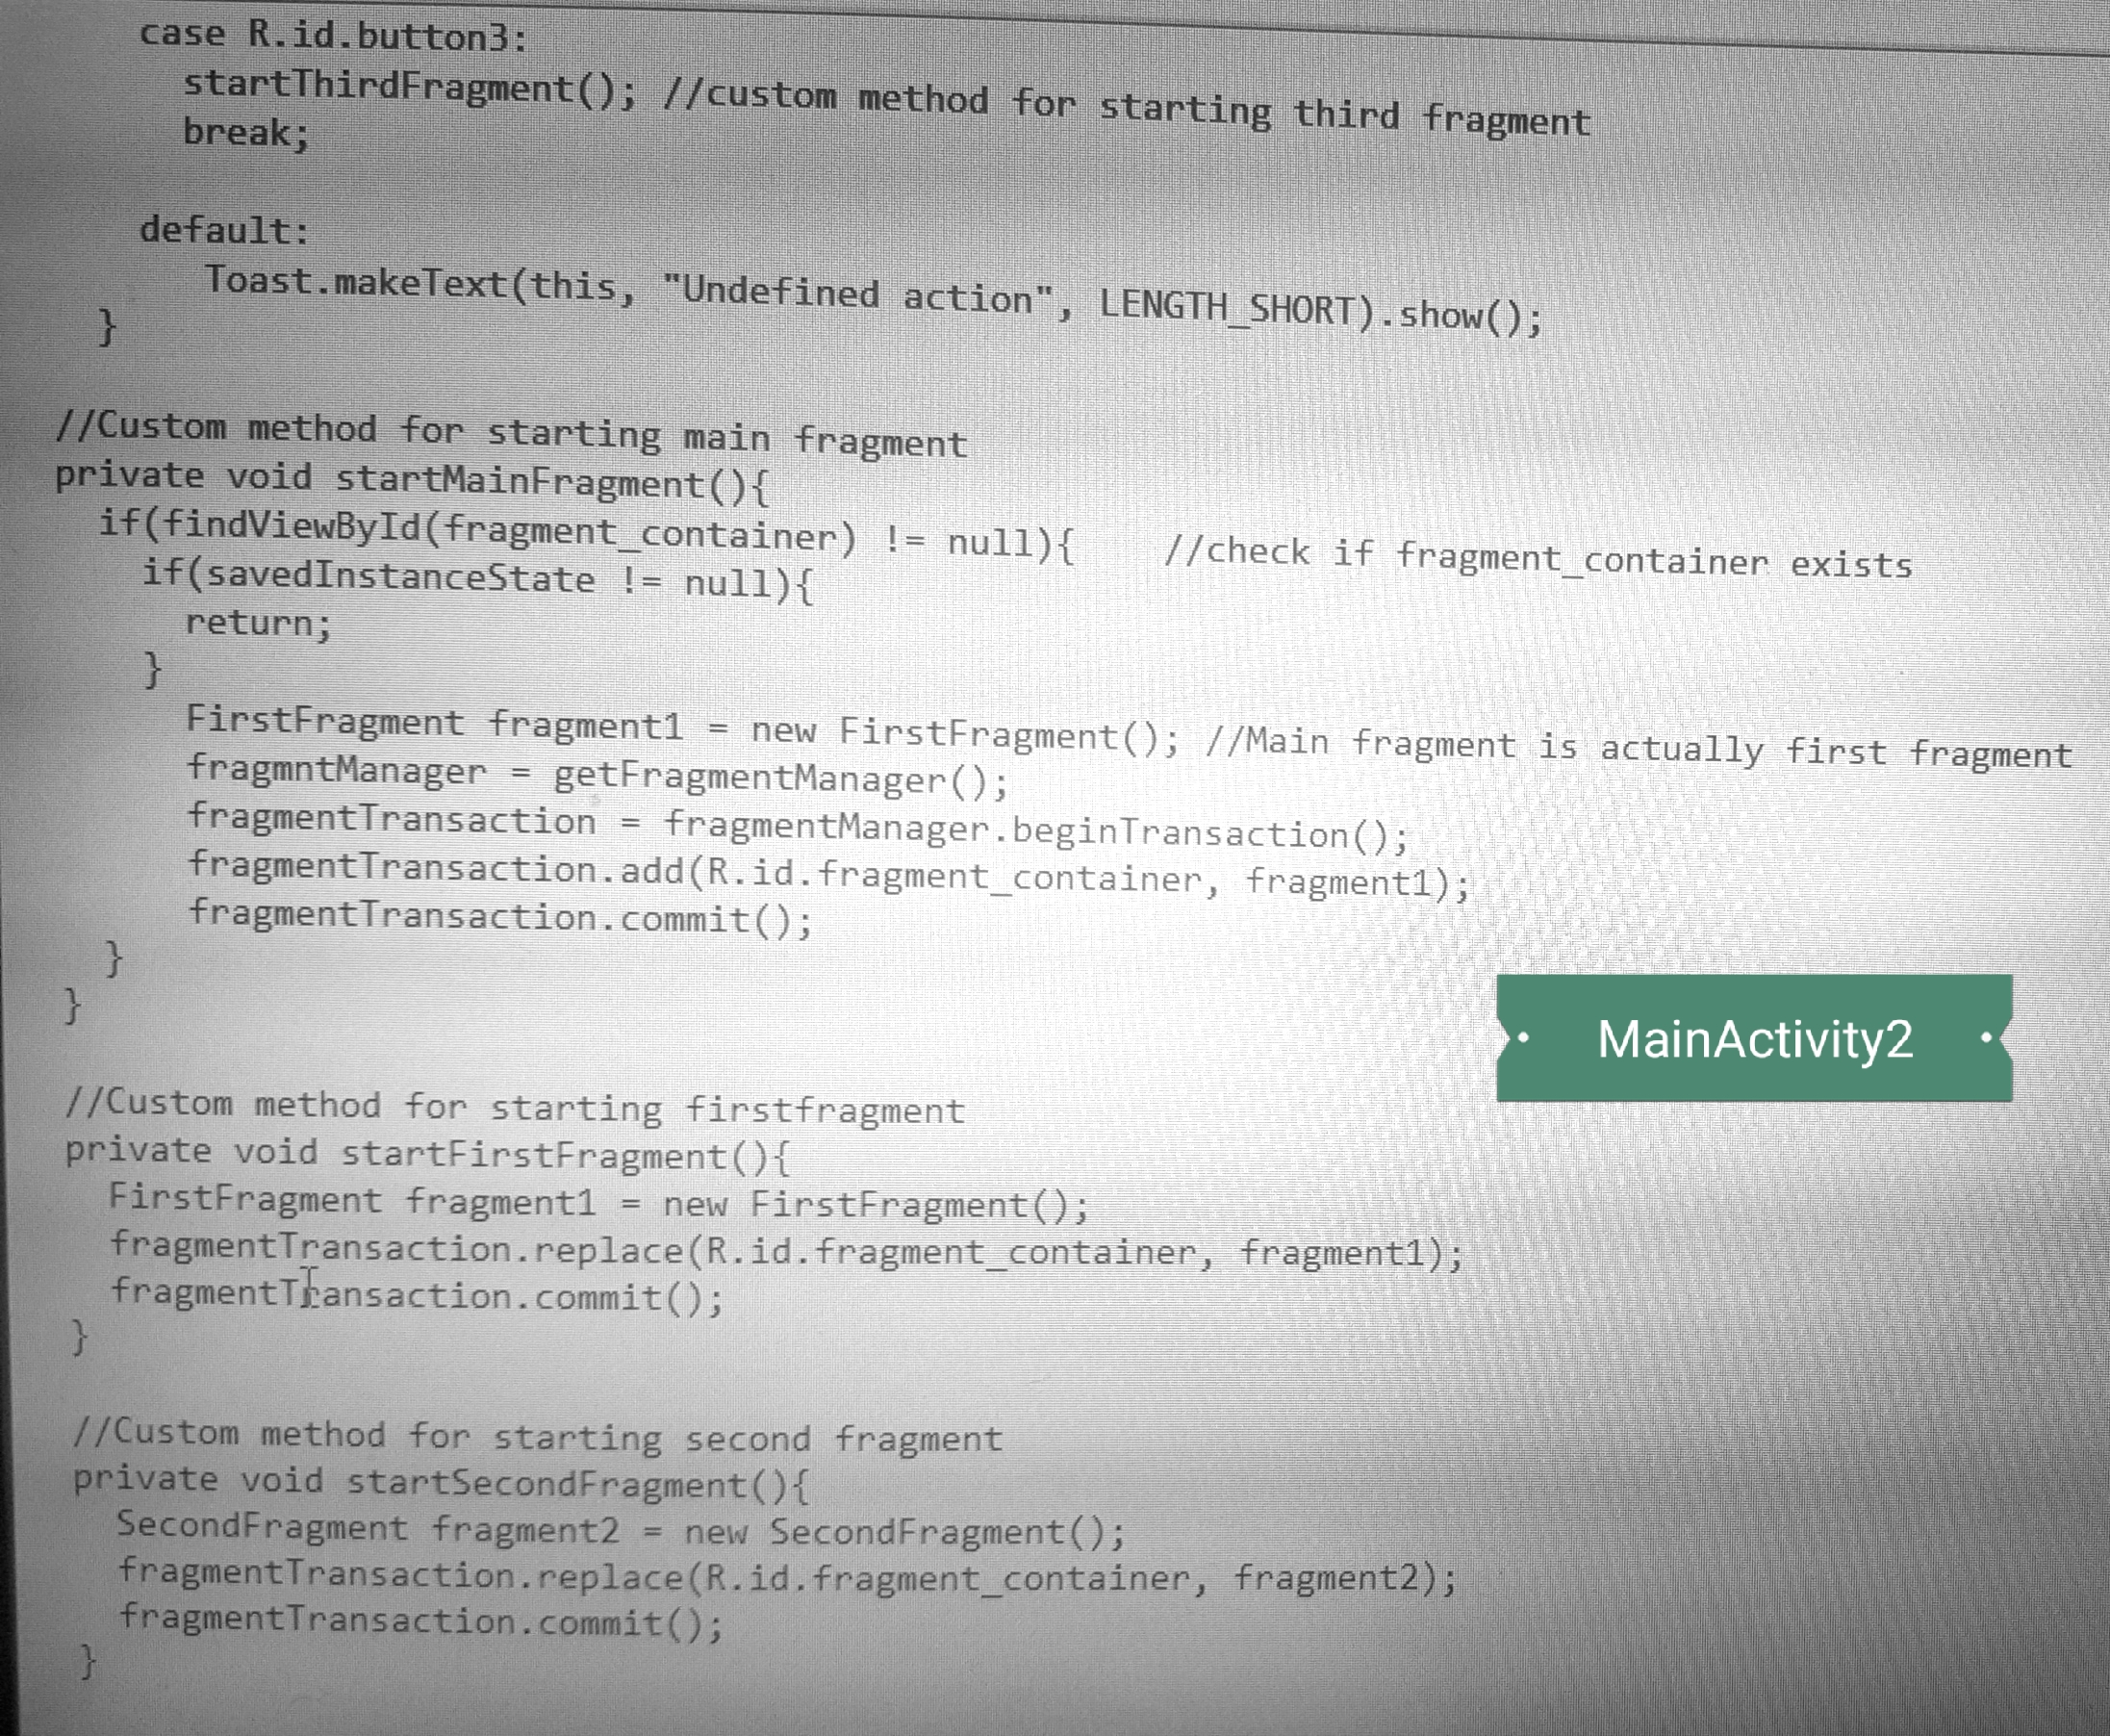 case R.id.button3:
startThirdFragment(); //custom method for starting third fragment
break;
default:
Toast.makeText(this, "Undefined action", LENGTH_SHORT).show();
}
//Custom method for starting main fragment
private void startMainFragment(){
if(findViewById(fragment_container) != null){ //check if fragment_container exists
if(savedInstanceState != null){
return;
}
FirstFragment fragment1 = new FirstFragment(); //Main fragment is actually first fragment
fragmntManager = getFragmentManager();
fragmentTransaction = fragmentManager.beginTransaction();
fragmentTransaction.add(R.id.fragment_container, fragment1);
fragmentTransaction.commit();
}
}
MainActivity2
//Custom method for starting firstfragment
private void startFirstFragment(){
FirstFragment fragment1 = new FirstFragment();
fragmentTransaction.replace(R.id.fragment_container, fragment1);
fragmentTransaction.commit();
}
//Custom method for starting second fragment
private void startSecondFragment(){
SecondFragment fragment2 = new SecondFragment();
fragmentTransaction.replace(R.id.fragment_container, fragment2);
fragmentTransaction.commit();
}